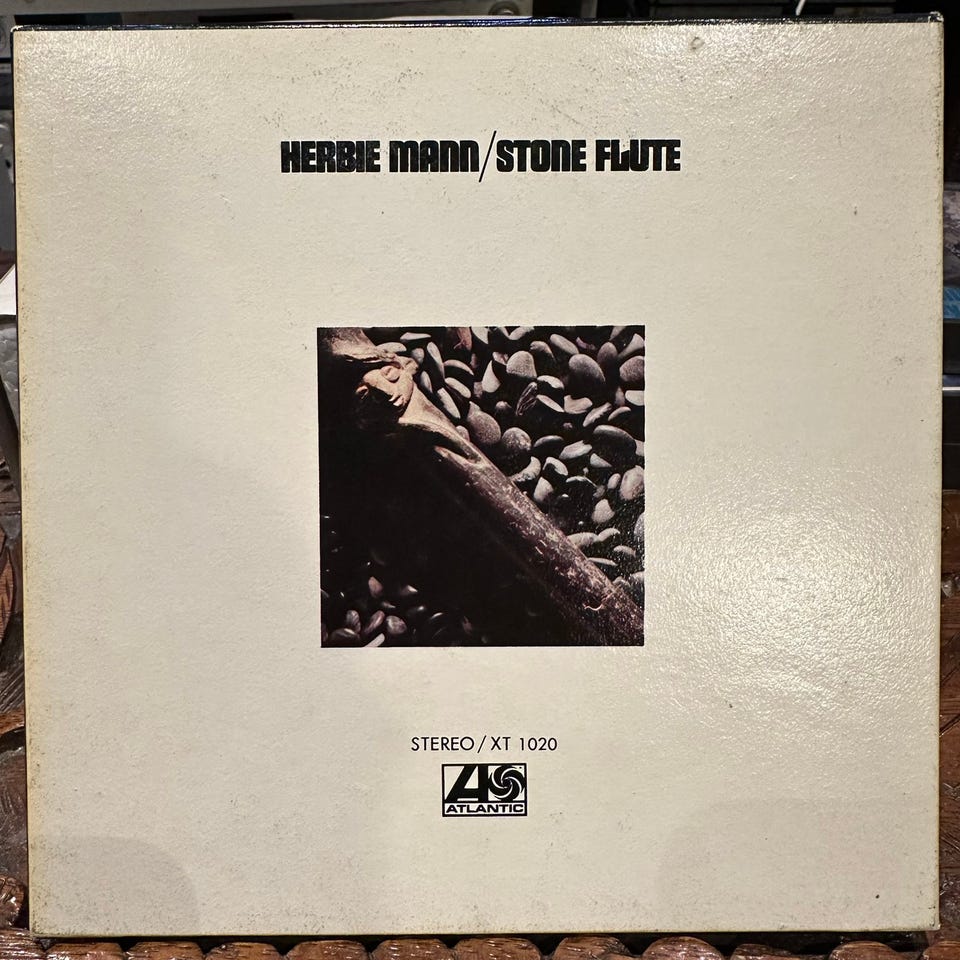 HERBIE MANN/STONE FLUTE
STEREO/XT 1020
ATLANTIC